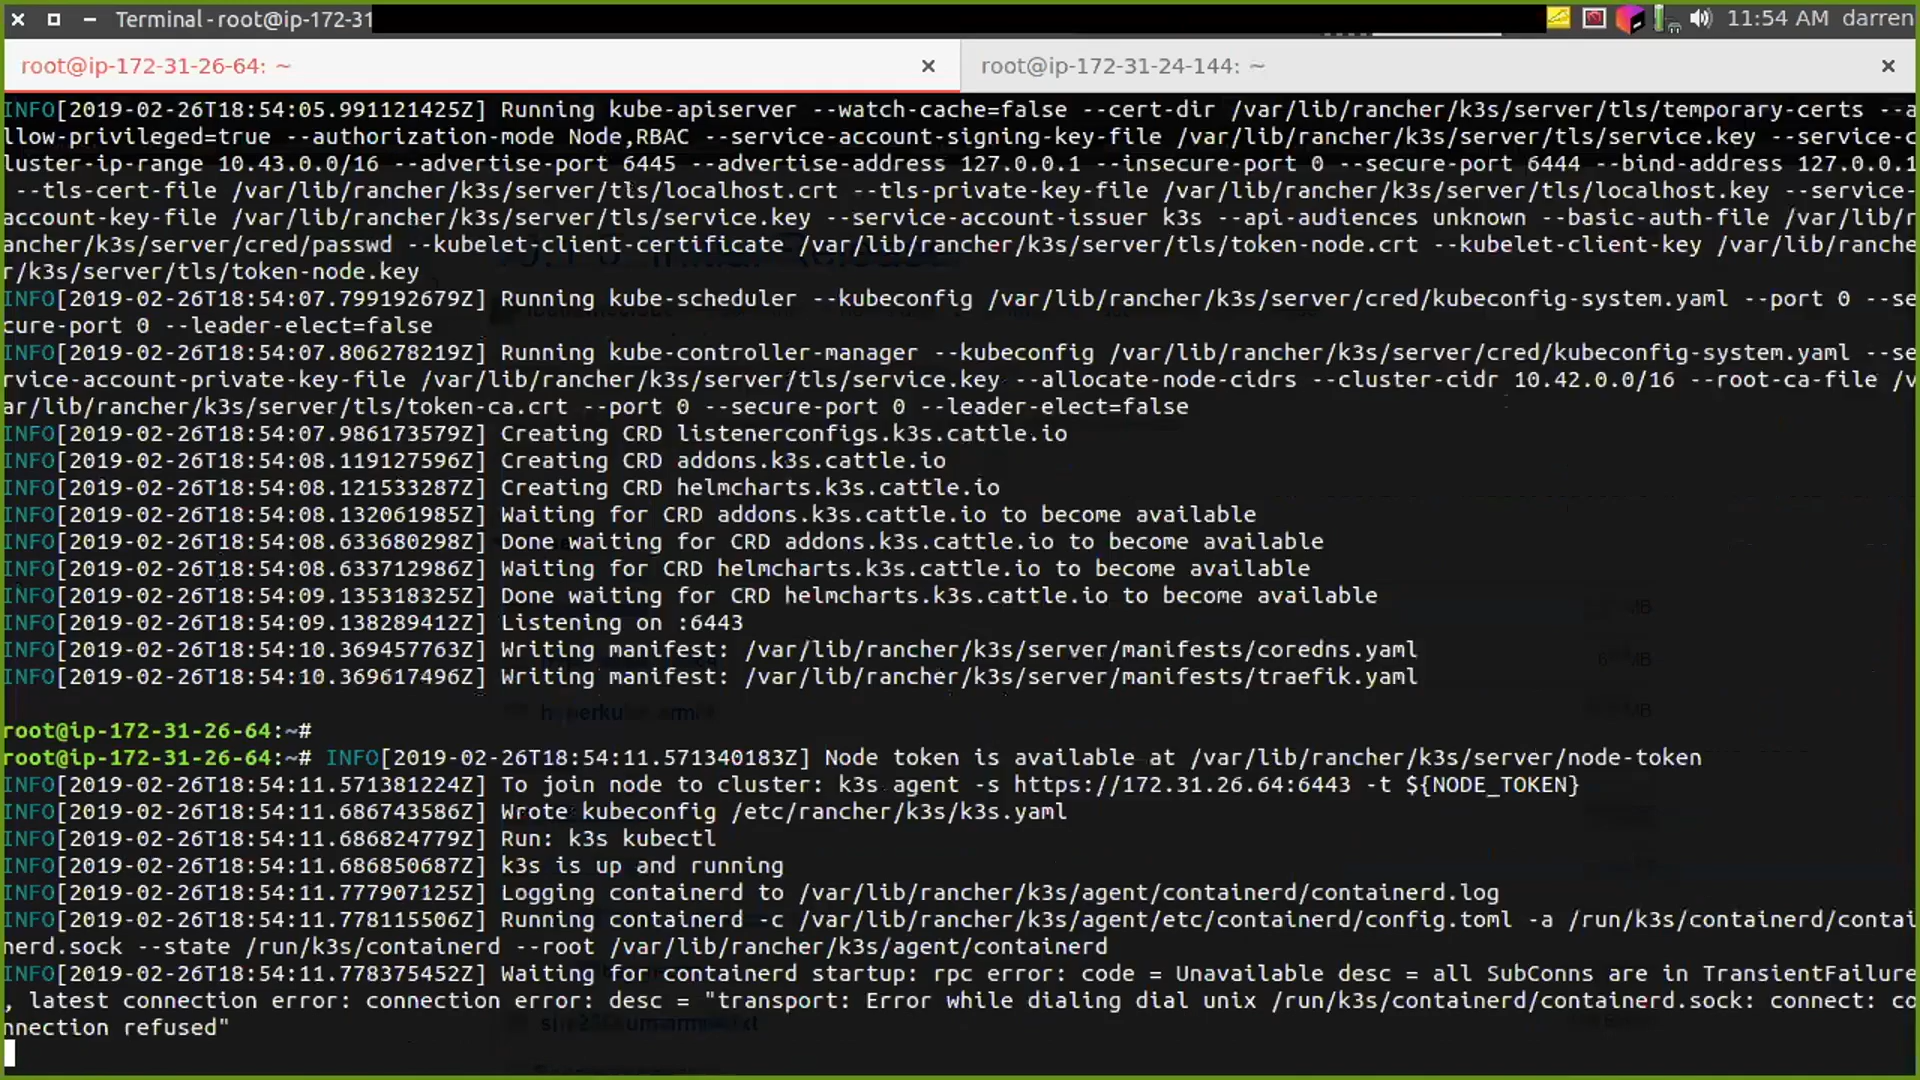 Terminal - root@ip-172-31
11:54 AM darren
root@ip-172-31-26-64: ~
root@ip-172-31-24-144: ~
INFO[2019-02-26T18:54:05.991121425Z] Running kube-apiserver --watch-cache=false --cert-dir /var/lib/rancher/k3s/server/tls/temporary-certs --a
llow-privileged=true --authorization-mode Node,RBAC --service-account-signing-key-file /var/lib/rancher/k3s/server/tls/service.key --service-c
luster-ip-range 10.43.0.0/16 --advertise-port 6445 --advertise-address 127.0.0.1 --insecure-port 0 --secure-port 6444 --bind-address 127.0.0.1
--tls-cert-file /var/lib/rancher/k3s/server/tls/localhost.crt --tls-private-key-file /var/lib/rancher/k3s/server/tls/localhost.key --service-
account-key-file /var/lib/rancher/k3s/server/tls/service.key --service-account-issuer k3s --api-audiences unknown --basic-auth-file /var/lib/r
ancher/k3s/server/cred/passwd --kubelet-client-certificate /var/lib/rancher/k3s/server/tls/token-node.crt --kubelet-client-key /var/lib/ranche
r/k3s/server/tls/token-node.key
INFO[2019-02-26T18:54:07.799192679Z] Running kube-scheduler --kubeconfig /var/lib/rancher/k3s/server/cred/kubeconfig-system.yaml --port 0 --se
cure-port 0 --leader-elect=false
INFO[2019-02-26T18:54:07.806278219Z] Running kube-controller-manager --kubeconfig /var/lib/rancher/k3s/server/cred/kubeconfig-system.yaml --se
rvice-account-private-key-file /var/lib/rancher/k3s/server/tls/service.key --allocate-node-cidrs --cluster-cidr 10.42.0.0/16 --root-ca-file /v
ar/lib/rancher/k3s/server/tls/token-ca.crt --port 0 --secure-port 0 --leader-elect=false
INFO[2019-02-26T18:54:07.986173579Z] Creating CRD listenerconfigs.k3s.cattle.io
INFO[2019-02-26T18:54:08.119127596Z] Creating CRD addons.k3s.cattle.io
INFO[2019-02-26T18:54:08.121533287Z] Creating CRD helmcharts.k3s.cattle.io
INFO[2019-02-26T18:54:08.132061985Z] Waiting for CRD addons.k3s.cattle.io to become available
INFO[2019-02-26T18:54:08.633680298Z] Done waiting for CRD addons.k3s.cattle.io to become available
INFO[2019-02-26T18:54:08.633712986Z] Waiting for CRD helmcharts.k3s.cattle.io to become available
INFO[2019-02-26T18:54:09.135318325Z] Done waiting for CRD helmcharts.k3s.cattle.io to become available
INFO[2019-02-26T18:54:09.138289412Z] Listening on :6443
INFO[2019-02-26T18:54:10.369457763Z] Writing manifest: /var/lib/rancher/k3s/server/manifests/coredns.yaml
INFO[2019-02-26T18:54:10.369617496Z] Writing manifest: /var/lib/rancher/k3s/server/manifests/traefik.yaml
root@ip-172-31-26-64:~#
root@ip-172-31-26-64:~# INFO[2019-02-26T18:54:11.571340183Z] Node token is available at /var/lib/rancher/k3s/server/node-token
INFO[2019-02-26T18:54:11.571381224Z] To join node to cluster: k3s agent -s https://172.31.26.64:6443 -t ${NODE_TOKEN}
INFO[2019-02-26T18:54:11.686743586Z] Wrote kubeconfig /etc/rancher/k3s/k3s.yaml
INFO[2019-02-26T18:54:11.686824779Z] Run: k3s kubectl
INFO[2019-02-26T18:54:11.686850687Z] k3s is up and running
INFO[2019-02-26T18:54:11.777907125Z] Logging containerd to /var/lib/rancher/k3s/agent/containerd/containerd.log
INFO[2019-02-26T18:54:11.778115506Z] Running containerd -c /var/lib/rancher/k3s/agent/etc/containerd/config.toml -a /run/k3s/containerd/contai
nerd.sock --state /run/k3s/containerd --root /var/lib/rancher/k3s/agent/containerd
INFO[2019-02-26T18:54:11.778375452Z] Waiting for containerd startup: rpc error: code = Unavailable desc = all SubConns are in TransientFailure
, latest connection error: connection error: desc = "transport: Error while dialing dial unix /run/k3s/containerd/containerd.sock: connect: co
nnection refused"